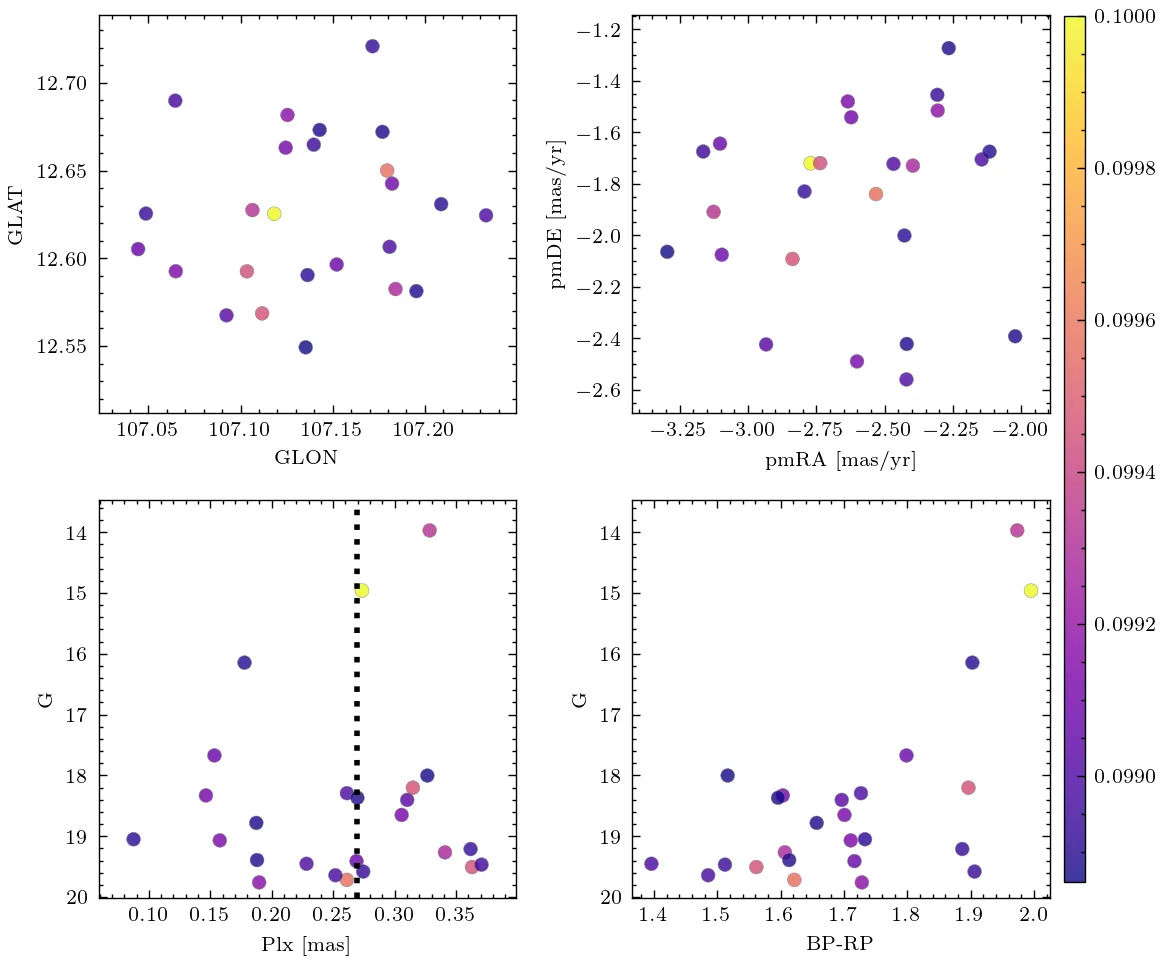 12.70
12.65
12.60
12.55
GLAT
107.05 107.10 107.15 107.20
GLON
−1.2
−1.4
−1.6
−1.8
−2.0
−2.2
−2.4
−2.6
pmDE [mas/yr]
−3.25 −3.00 −2.75 −2.50 −2.25 −2.00
pmRA [mas/yr]
14
15
16
17
18
19
20
G
0.10 0.15 0.20 0.25 0.30 0.35
Plx [mas]
14
15
16
17
18
19
20
G
1.4 1.5 1.6 1.7 1.8 1.9 2.0
BP-RP
0.1000
0.0998
0.0996
0.0994
0.0992
0.0990